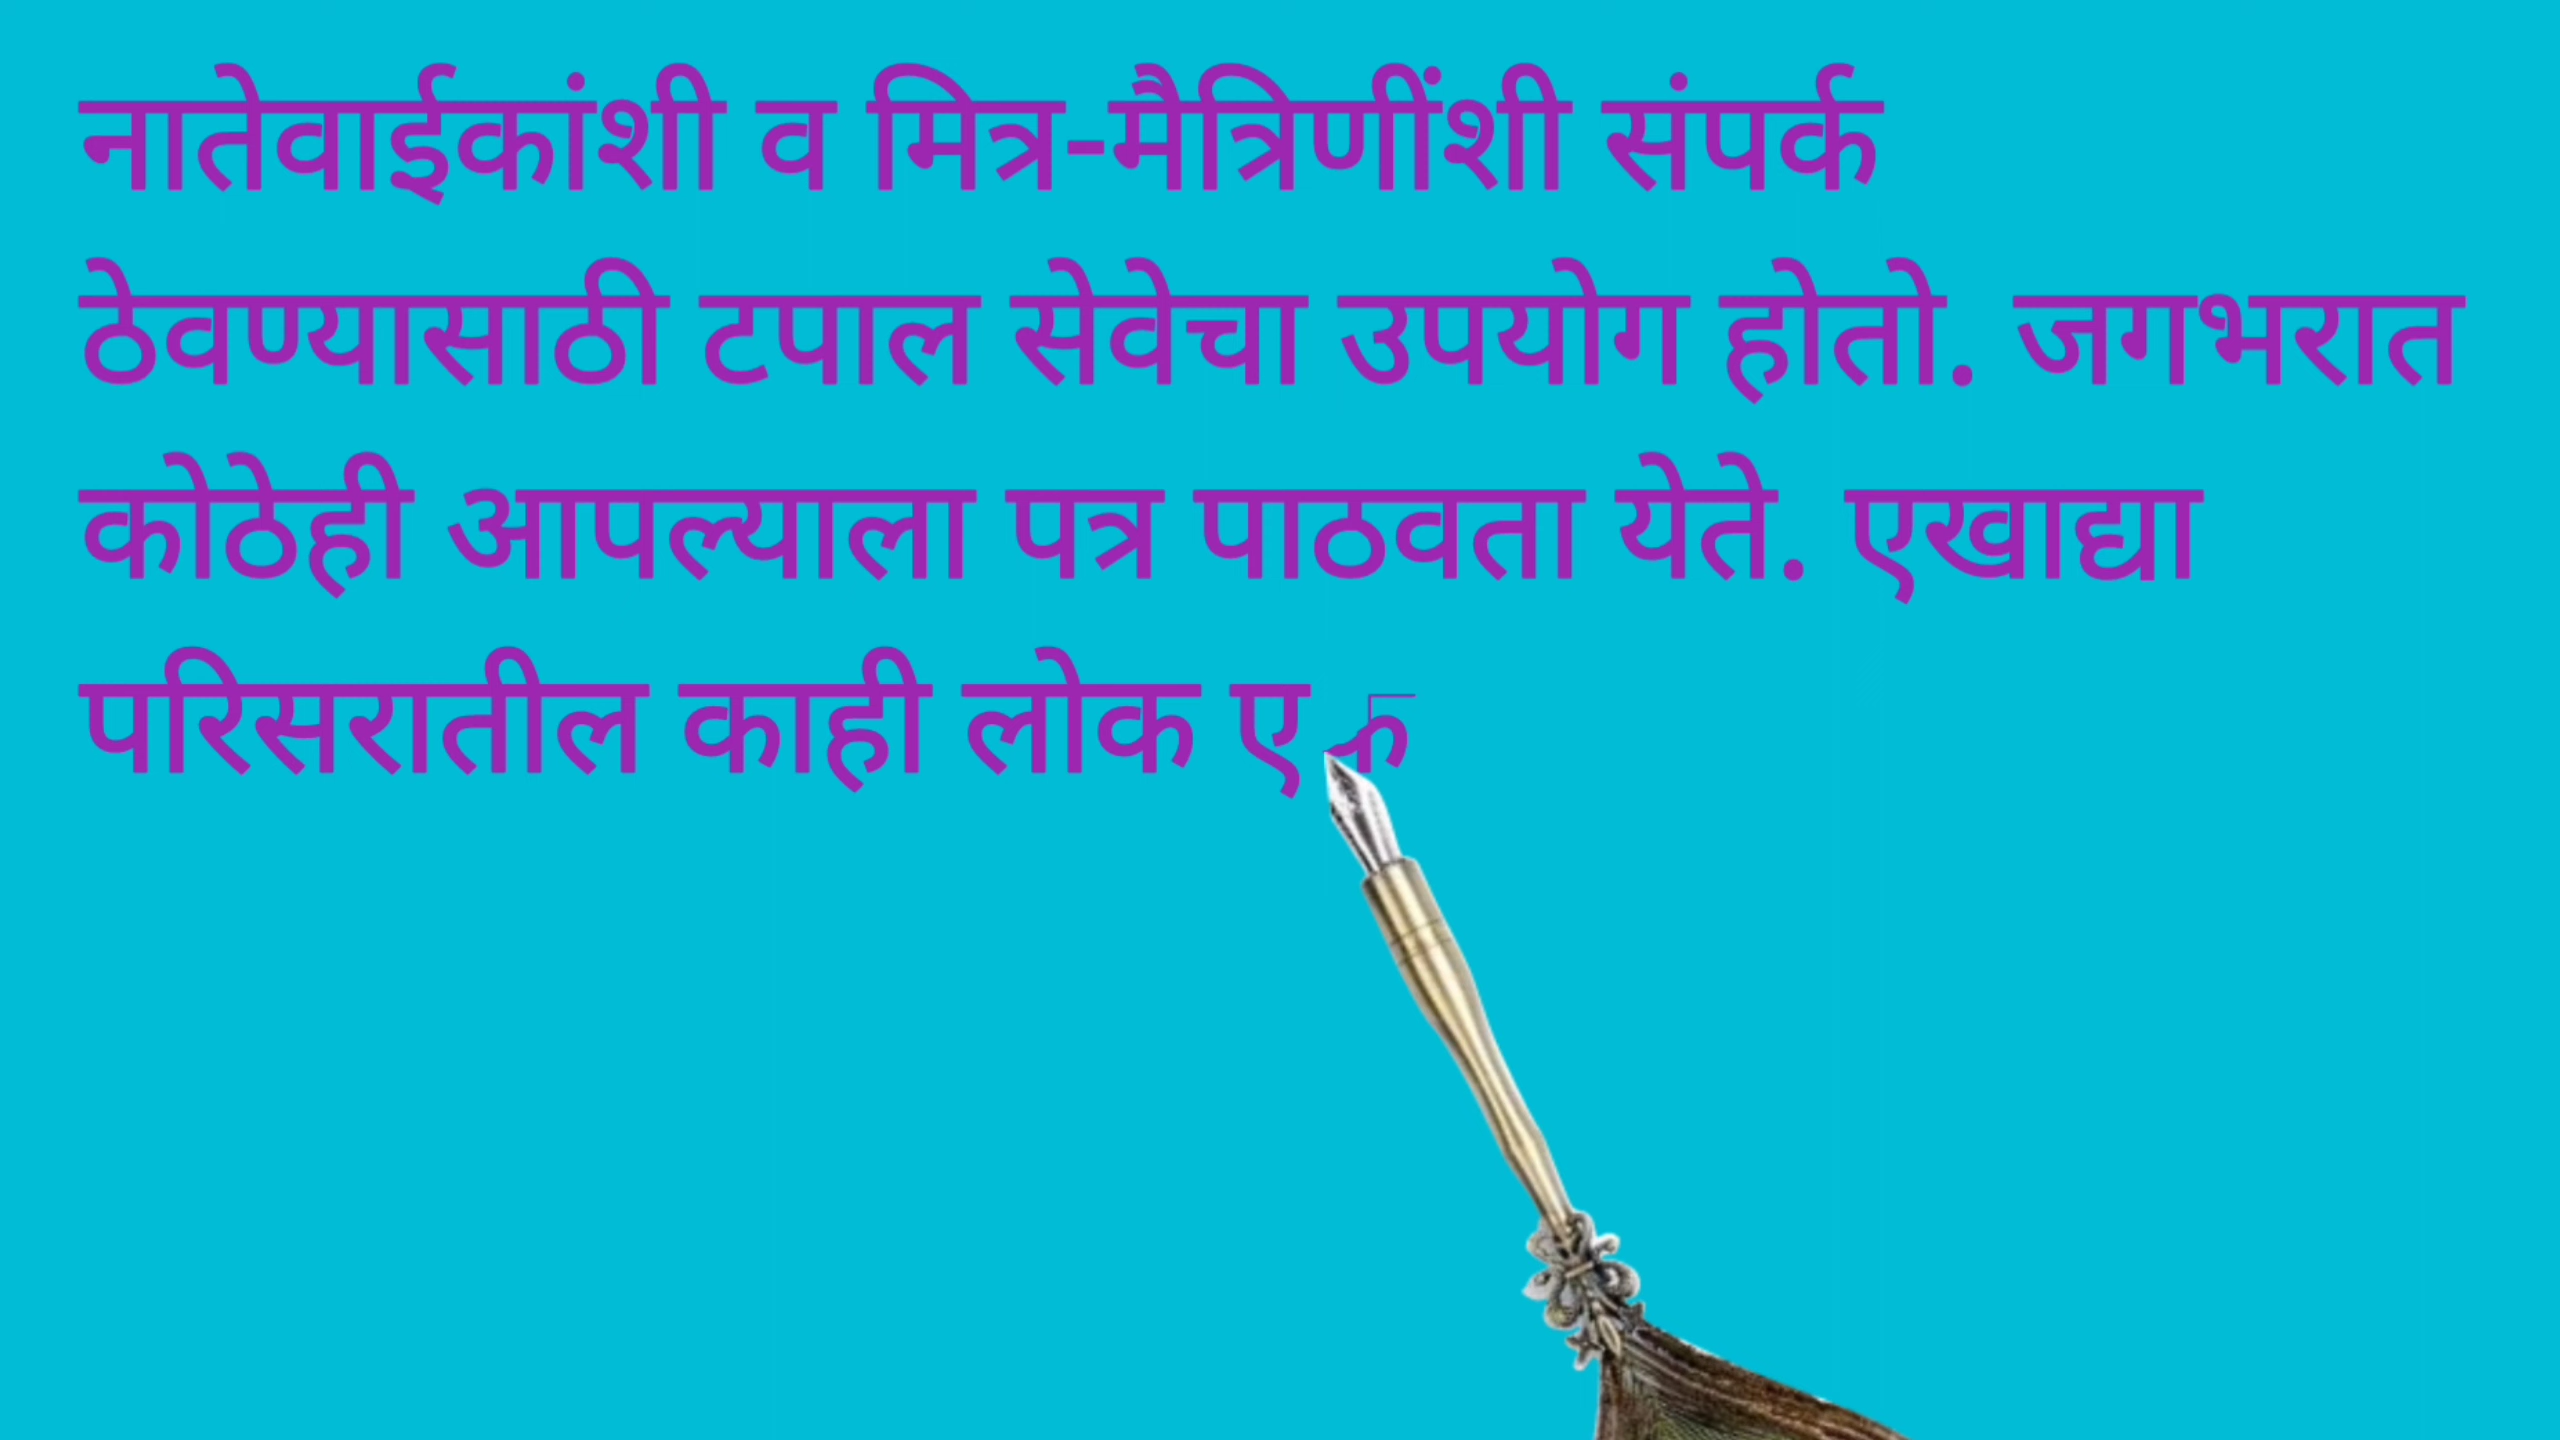 नातेवाईकांशी व मित्र-मैत्रिणींशी संपर्क
ठेवण्यासाठी टपाल सेवेचा उपयोग होतो. जगभरात
कोठेही आपल्याला पत्र पाठवता येते. एखाद्या
परिसरातील काही लोक